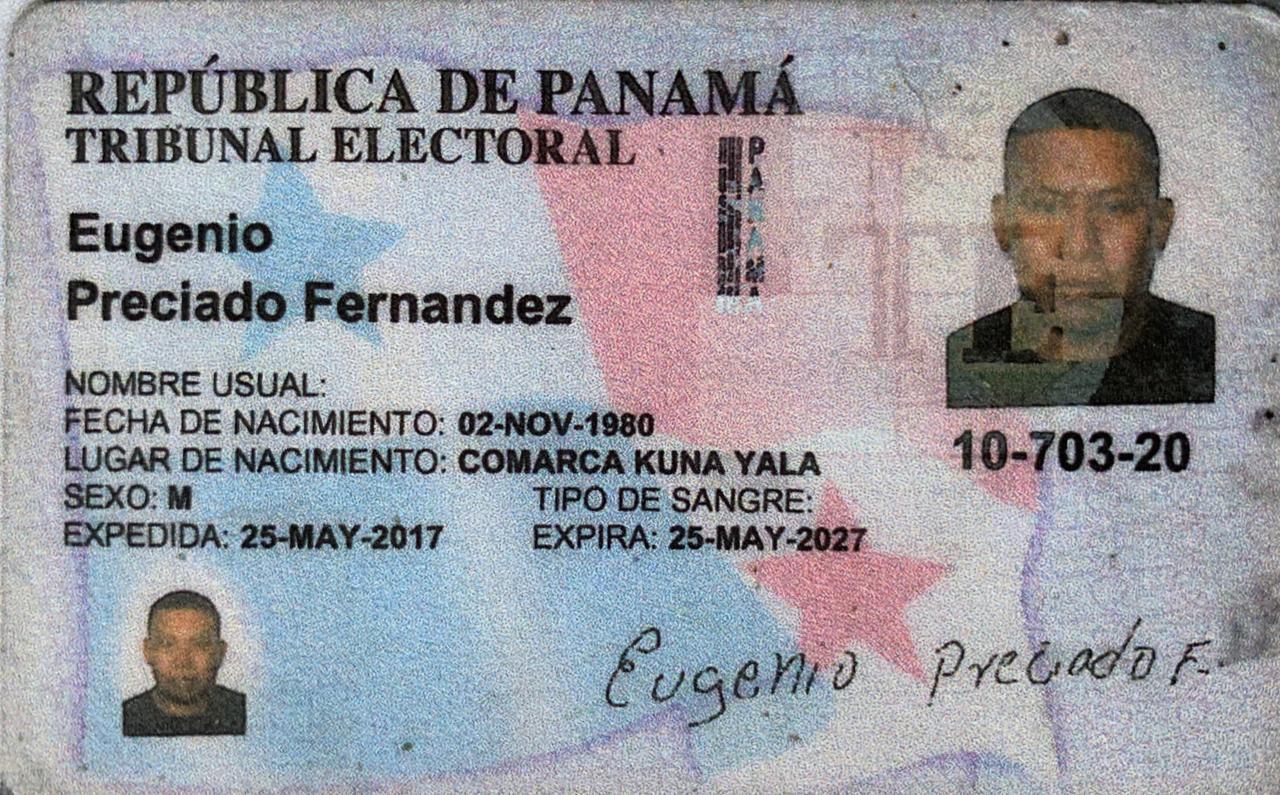 REPÚBLICA DE PANAMÁ
TRIBUNAL ELECTORAL
PANAMA
Eugenio
Preciado Fernandez
NOMBRE USUAL:
FECHA DE NACIMIENTO: 02-NOV-1980
LUGAR DE NACIMIENTO: COMARCA KUNA YALA
SEXO: M TIPO DE SANGRE:
EXPEDIDA: 25-MAY-2017 EXPIRA: 25-MAY-2027
10-703-20
Eugenio Preciado F.